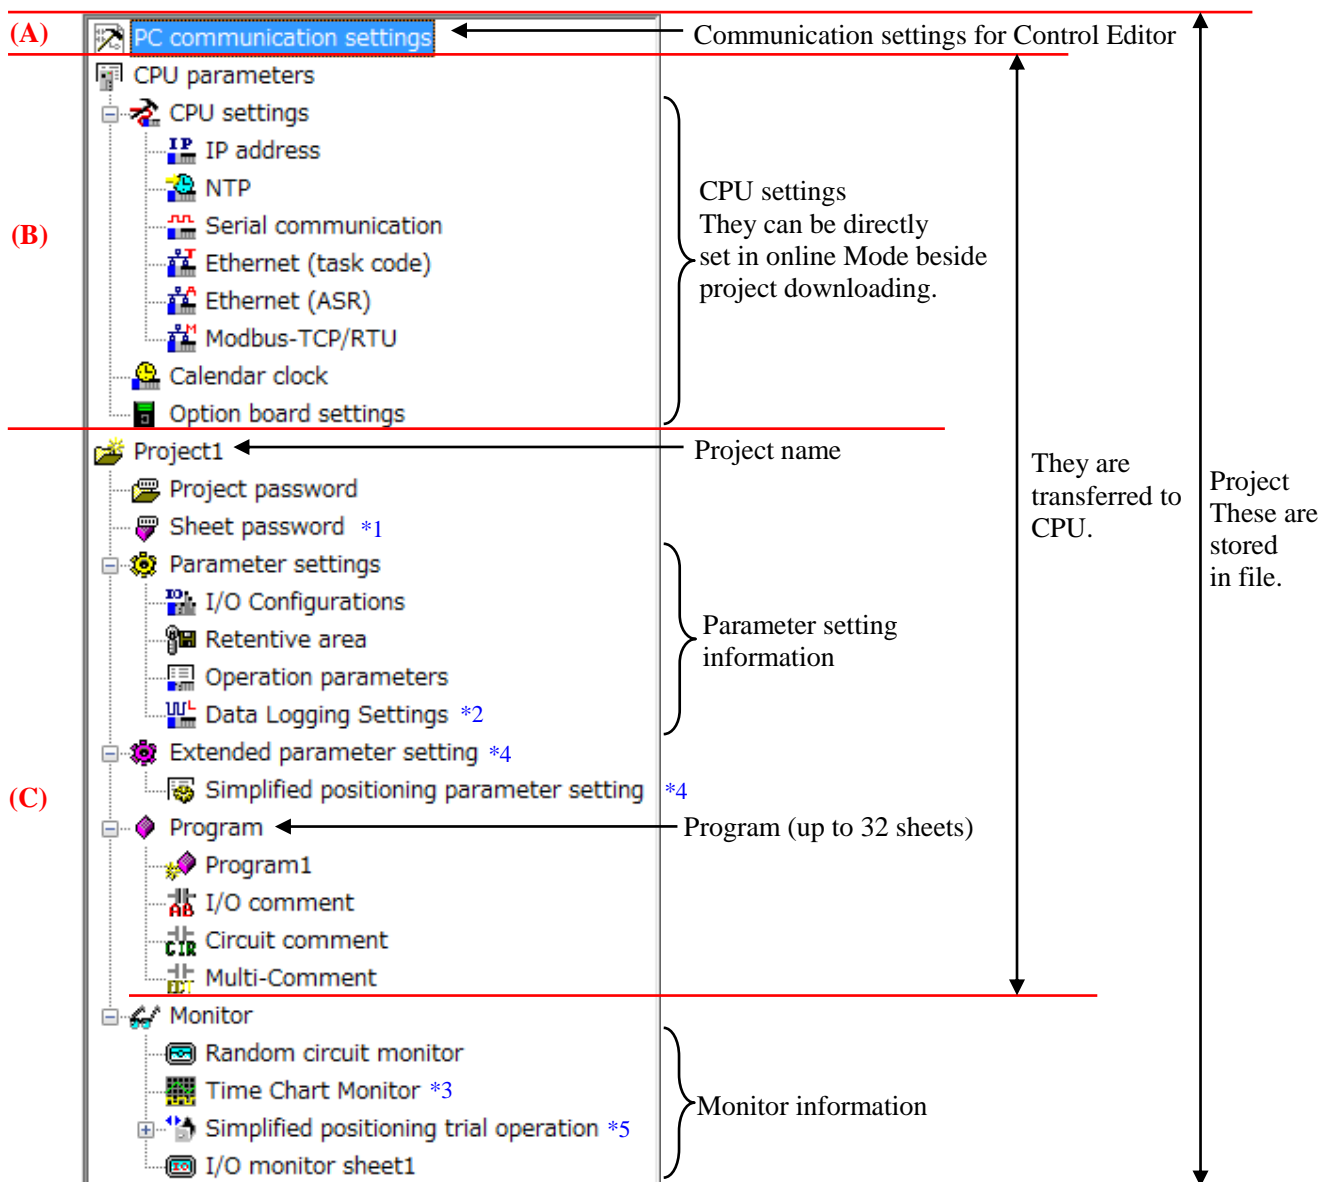 (A)
PC communication settings
Communication settings for Control Editor
CPU parameters
CPU settings
IP address
NTP
Serial communication
Ethernet (task code)
Ethernet (ASR)
Modbus-TCP/RTU
Calendar clock
Option board settings
(B)
CPU settings
They can be directly
set in online Mode beside
project downloading.
Project1
Project name
Project password
Sheet password *1
Parameter settings
I/O Configurations
Retentive area
Operation parameters
Data Logging Settings *2
Parameter setting
information
Extended parameter setting *4
Simplified positioning parameter setting *4
(C)
Program
Program (up to 32 sheets)
Program1
I/O comment
Circuit comment
Multi-Comment
They are
transferred to
CPU.
Project
These are
stored
in file.
Monitor
Random circuit monitor
Time Chart Monitor *3
Simplified positioning trial operation *5
I/O monitor sheet1
Monitor information